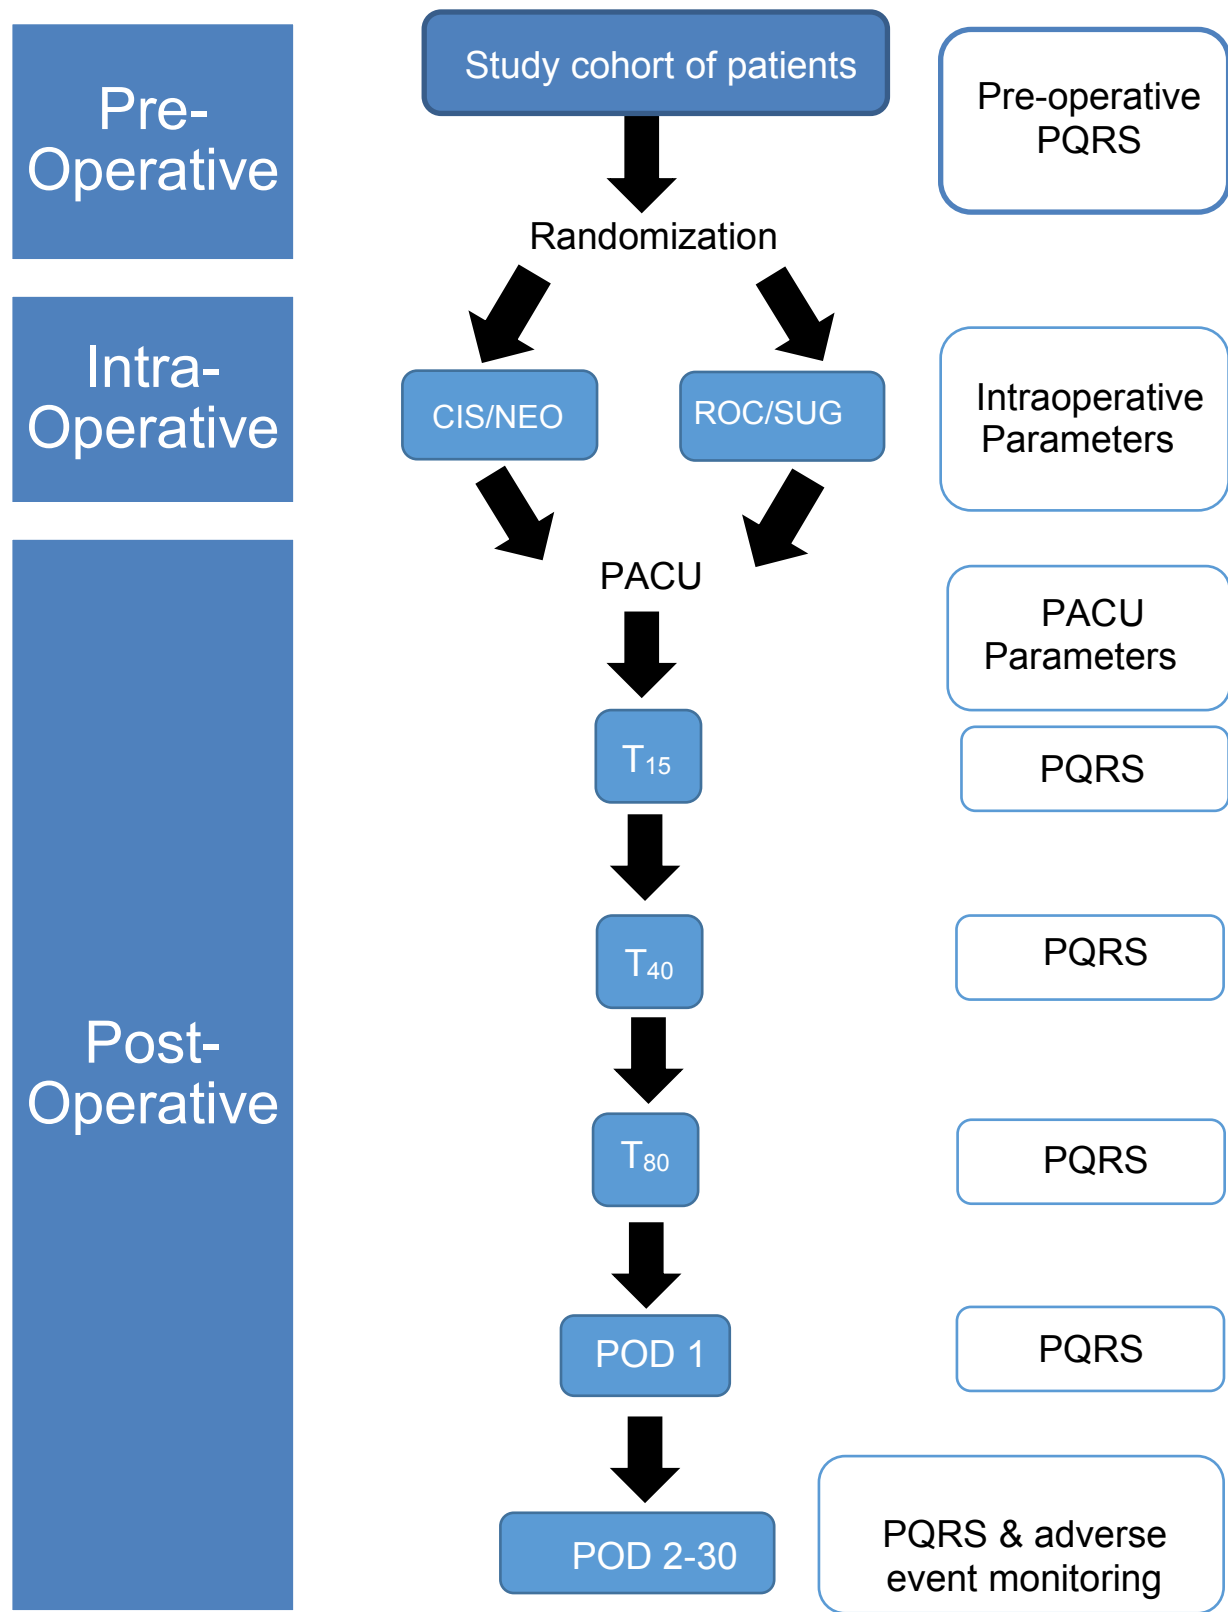 Pre-
Operative
Study cohort of patients
Pre-operative
PQRS
Randomization
Intra-
Operative
CIS/NEO
ROC/SUG
Intraoperative
Parameters
Post-
Operative
PACU
PACU
Parameters
T15
PQRS
T40
PQRS
T80
PQRS
POD 1
PQRS
POD 2-30
PQRS & adverse
event monitoring